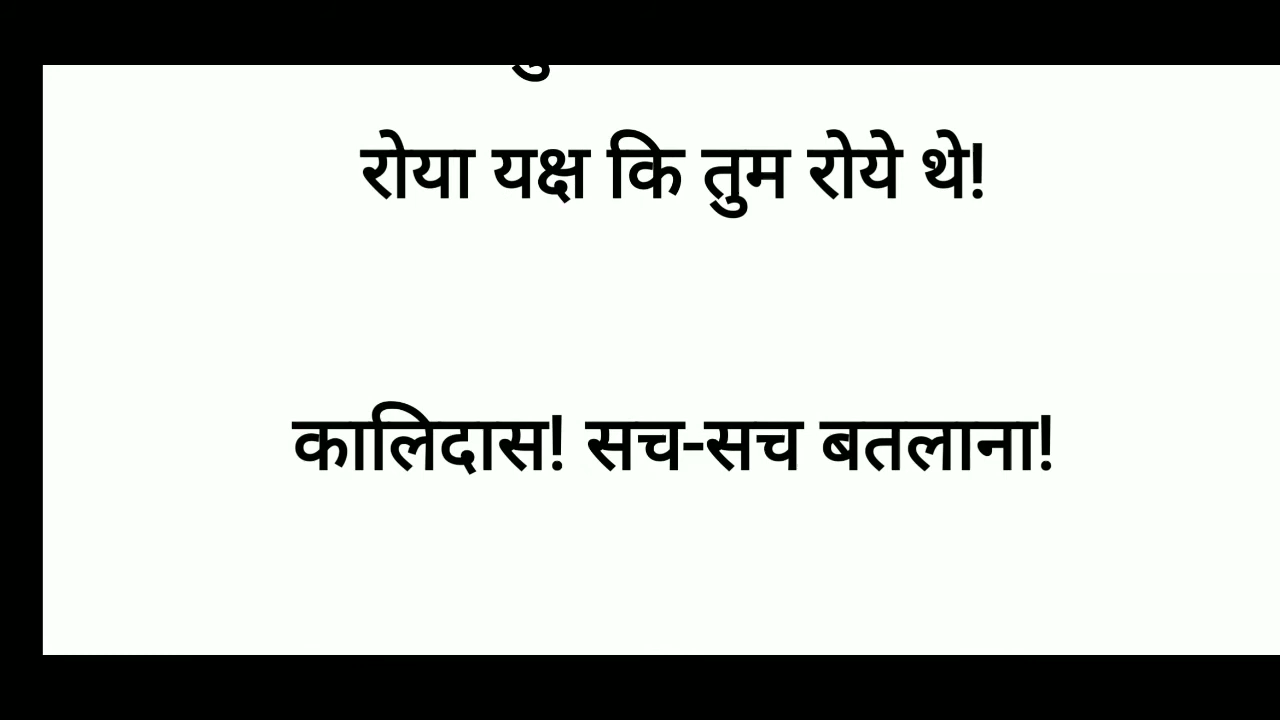 रोया यक्ष कि तुम रोये थे!
कालिदास! सच-सच बतलाना!